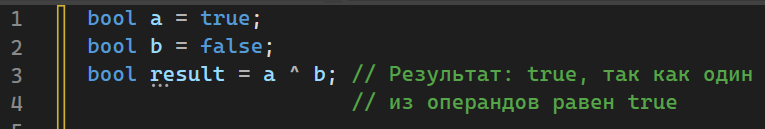 1 bool a = true;
2 bool b = false;
3 bool result = a ^ b; // Результат: true, так как один
4 // из операндов равен true